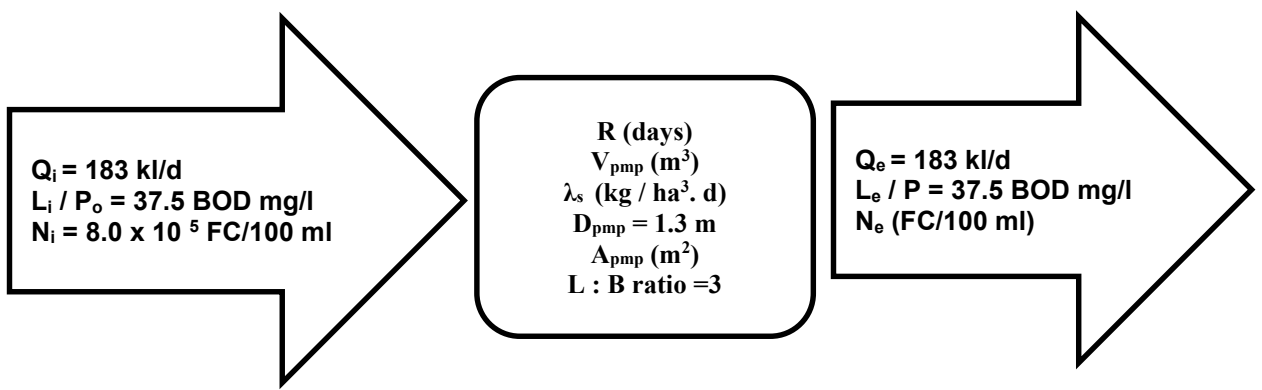 Qᵢ = 183 kl/d
Lᵢ / Pₒ = 37.5 BOD mg/l
Nᵢ = 8.0 x 10 ⁵ FC/100 ml
R (days)
Vₚₘₚ (m³)
λₛ (kg / ha³. d)
Dₚₘₚ = 1.3 m
Aₚₘₚ (m²)
L : B ratio =3
Qₑ = 183 kl/d
Lₑ / P = 37.5 BOD mg/l
Nₑ (FC/100 ml)